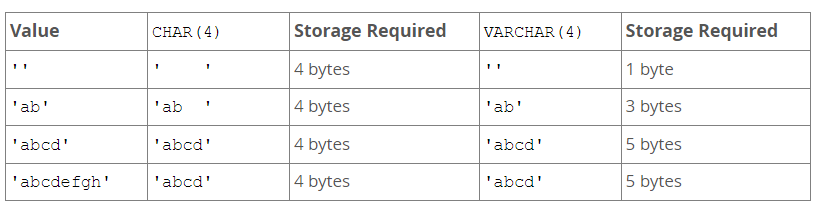 Value CHAR(4) Storage Required VARCHAR(4) Storage Required
'' '    ' 4 bytes '' 1 byte
'ab' 'ab  ' 4 bytes 'ab' 3 bytes
'abcd' 'abcd' 4 bytes 'abcd' 5 bytes
'abcdefgh' 'abcd' 4 bytes 'abcd' 5 bytes